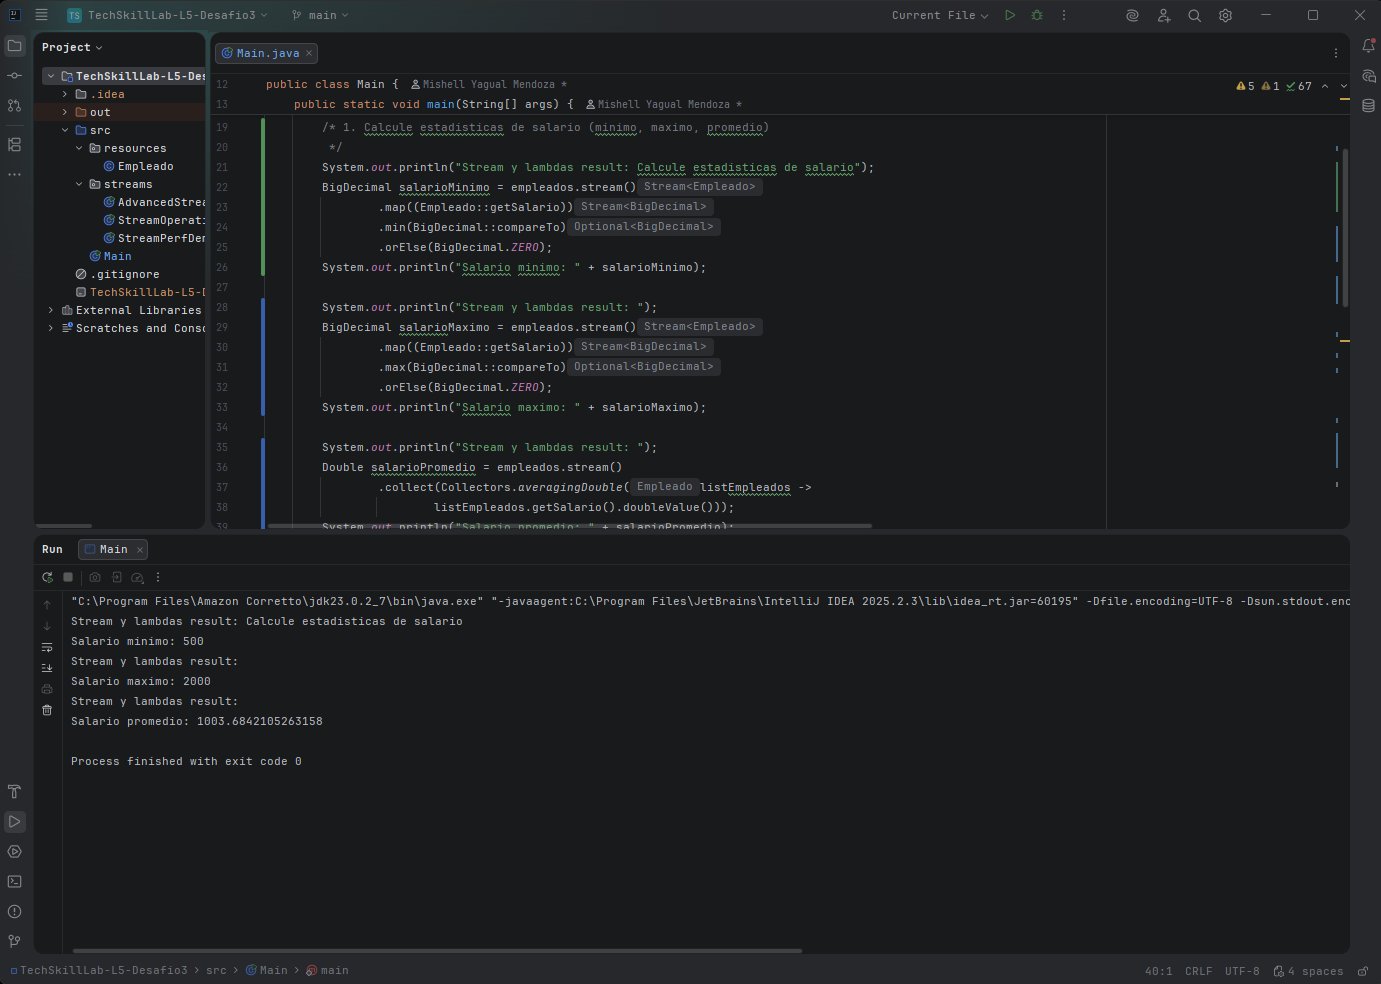 TS TechSkillLab-L5-Desafio3 main Current File
Project
TechSkillLab-L5-Des
.idea
out
src
resources
Empleado
streams
AdvancedStrea
StreamOperati
StreamPerfDem
Main
.gitignore
TechSkillLab-L5-D
External Libraries
Scratches and Conso
Main.java
12 public class Main { Mishell Yagual Mendoza *
5 1 67
13 public static void main(String[] args) { Mishell Yagual Mendoza *
19 /* 1. Calcule estadisticas de salario (minimo, maximo, promedio)
20 */
21 System.out.println("Stream y lambdas result: Calcule estadisticas de salario");
22 BigDecimal salarioMinimo = empleados.stream() Stream<Empleado>
23 .map((Empleado::getSalario)) Stream<BigDecimal>
24 .min(BigDecimal::compareTo) Optional<BigDecimal>
25 .orElse(BigDecimal.ZERO);
26 System.out.println("Salario minimo: " + salarioMinimo);
27
28 System.out.println("Stream y lambdas result: ");
29 BigDecimal salarioMaximo = empleados.stream() Stream<Empleado>
30 .map((Empleado::getSalario)) Stream<BigDecimal>
31 .max(BigDecimal::compareTo) Optional<BigDecimal>
32 .orElse(BigDecimal.ZERO);
33 System.out.println("Salario maximo: " + salarioMaximo);
34
35 System.out.println("Stream y lambdas result: ");
36 Double salarioPromedio = empleados.stream()
37 .collect(Collectors.averagingDouble( Empleado listEmpleados ->
38 listEmpleados.getSalario().doubleValue()));
39 System.out.println("Salario promedio: " + salarioPromedio);
Run Main
"C:\Program Files\Amazon Corretto\jdk23.0.2_7\bin\java.exe" "-javaagent:C:\Program Files\JetBrains\IntelliJ IDEA 2025.2.3\lib\idea_rt.jar=60195" -Dfile.encoding=UTF-8 -Dsun.stdout.enc
Stream y lambdas result: Calcule estadisticas de salario
Salario minimo: 500
Stream y lambdas result:
Salario maximo: 2000
Stream y lambdas result:
Salario promedio: 1003.6842105263158
Process finished with exit code 0
TechSkillLab-L5-Desafio3 > src > Main > main
40:1 CRLF UTF-8 4 spaces